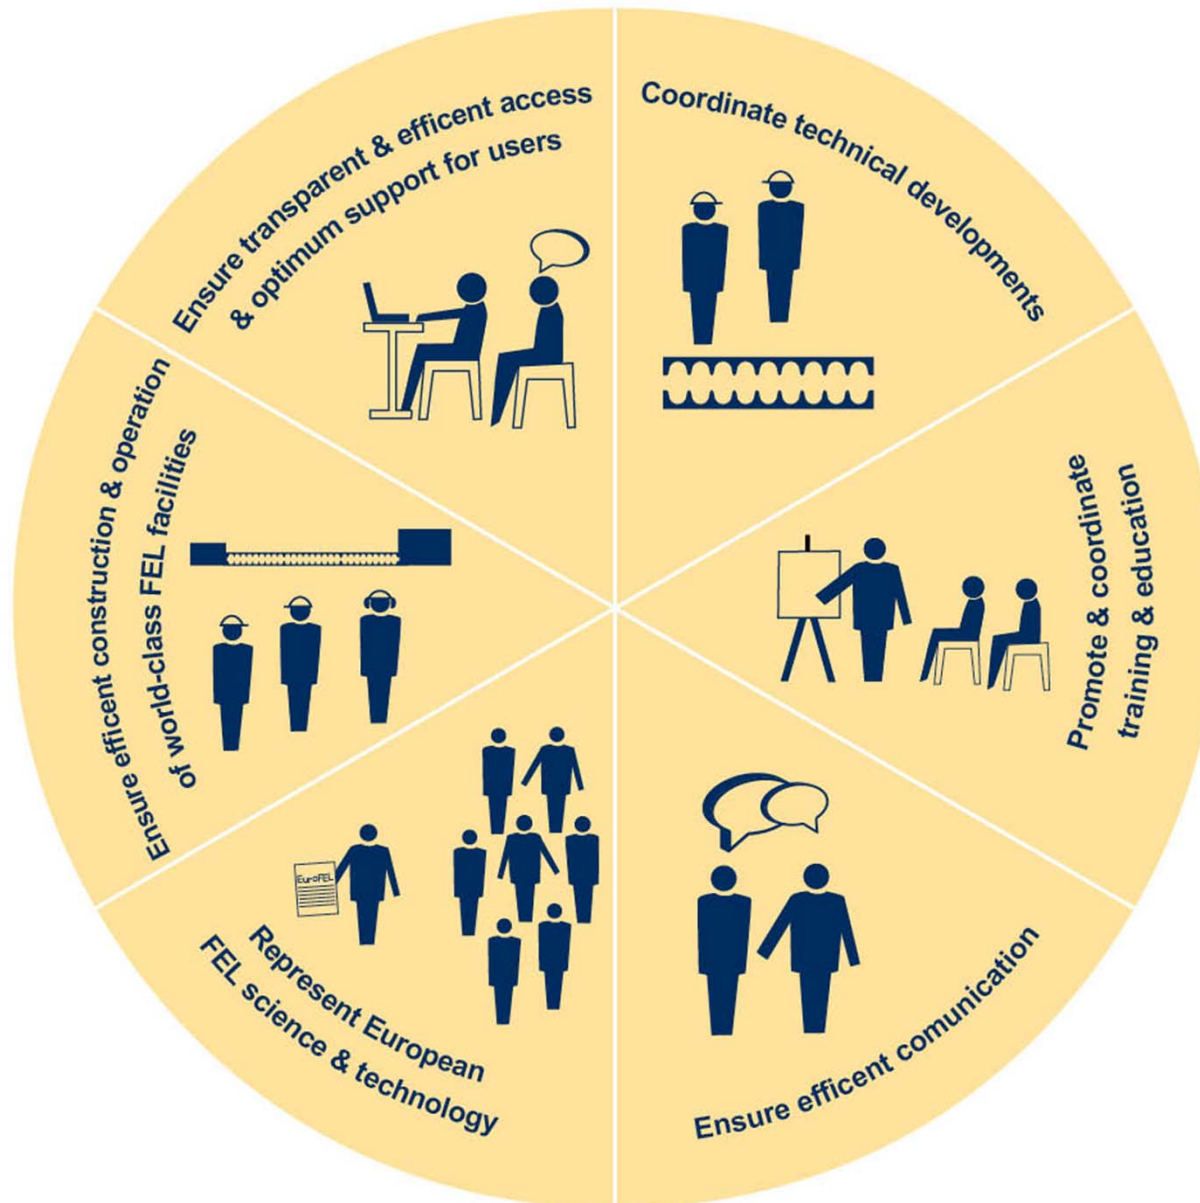 Ensure transparent & efficent access
& optimum support for users
Coordinate technical developments
Promote & coordinate
training & education
Ensure efficent comunication
Represent European
FEL science & technology
EuroFEL
Ensure efficent construction & operation
of world-class FEL facilities